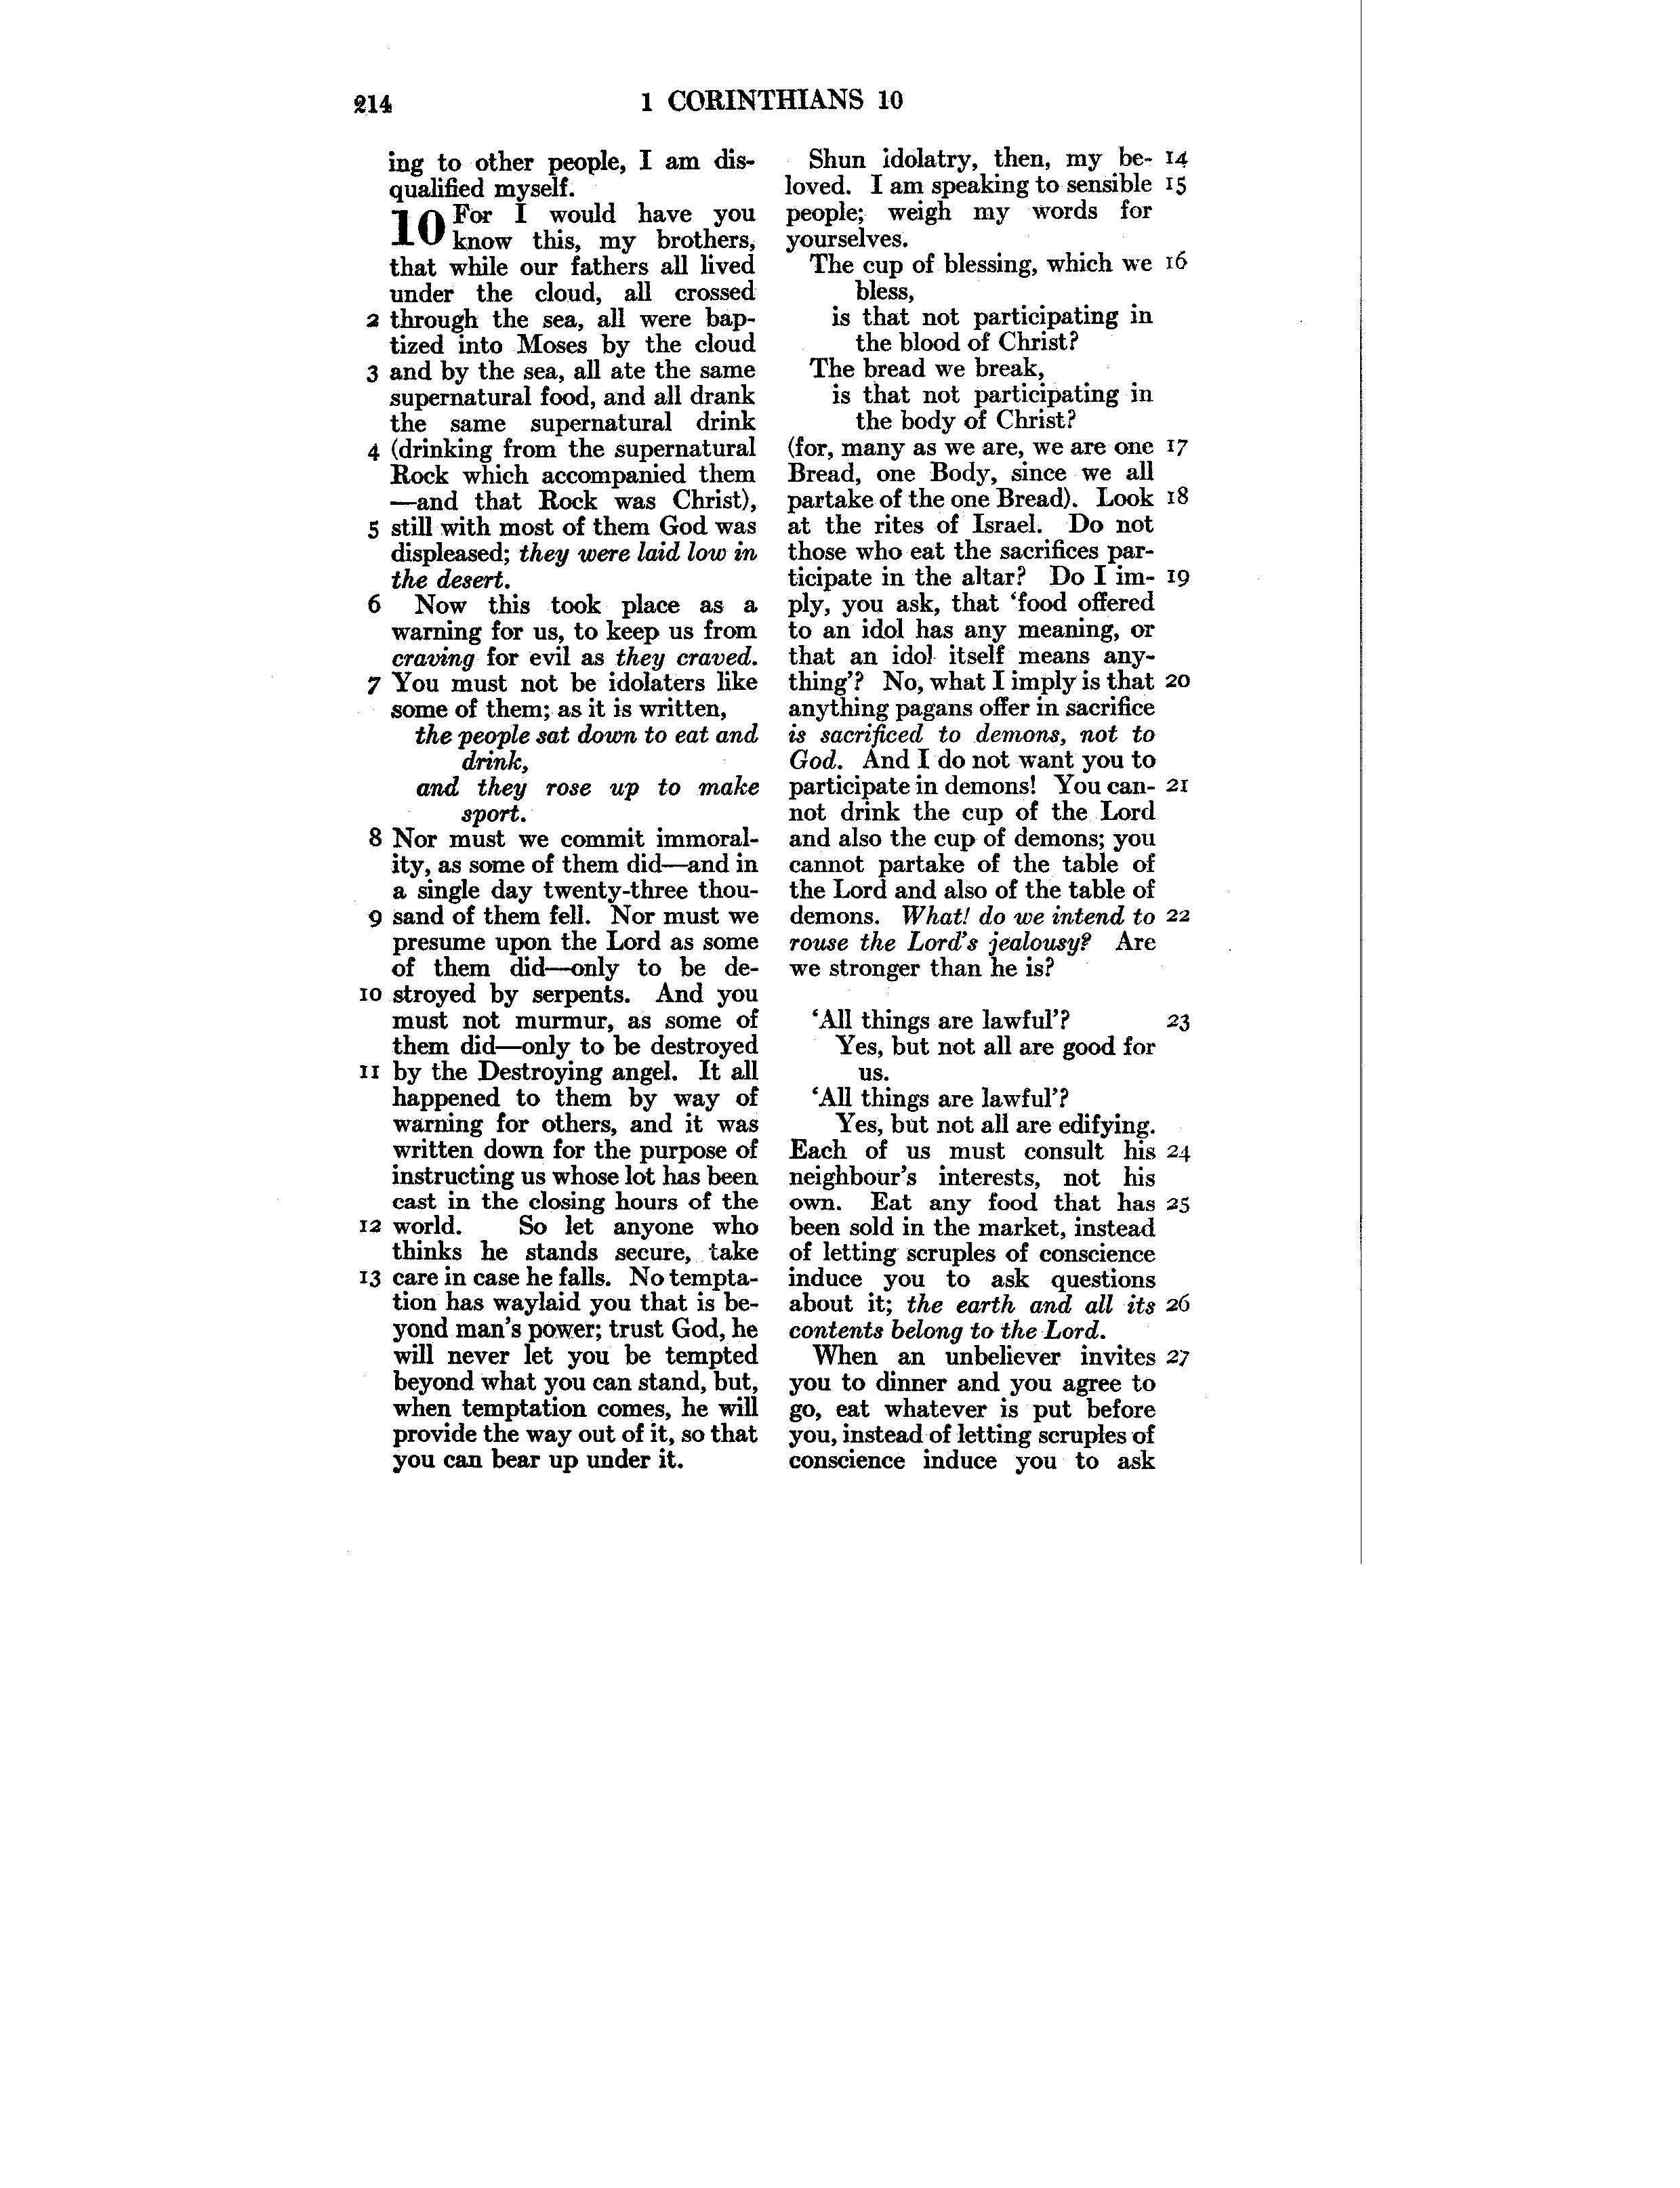 214
1 CORINTHIANS 10
ing to other people, I am dis-
qualified myself.
10 For I would have you
know this, my brothers,
that while our fathers all lived
under the cloud, all crossed
2 through the sea, all were bap-
tized into Moses by the cloud
3 and by the sea, all ate the same
supernatural food, and all drank
the same supernatural drink
4 (drinking from the supernatural
Rock which accompanied them
—and that Rock was Christ),
5 still with most of them God was
displeased; they were laid low in
the desert.
6 Now this took place as a
warning for us, to keep us from
craving for evil as they craved.
7 You must not be idolaters like
some of them; as it is written,
the people sat down to eat and
drink,
and they rose up to make
sport.
8 Nor must we commit immoral-
ity, as some of them did—and in
a single day twenty-three thou-
9 sand of them fell. Nor must we
presume upon the Lord as some
of them did—only to be de-
10 stroyed by serpents. And you
must not murmur, as some of
them did—only to be destroyed
11 by the Destroying angel. It all
happened to them by way of
warning for others, and it was
written down for the purpose of
instructing us whose lot has been
cast in the closing hours of the
12 world. So let anyone who
thinks he stands secure, take
13 care in case he falls. No tempta-
tion has waylaid you that is be-
yond man's power; trust God, he
will never let you be tempted
beyond what you can stand, but,
when temptation comes, he will
provide the way out of it, so that
you can bear up under it.
Shun idolatry, then, my be- 14
loved. I am speaking to sensible 15
people; weigh my words for
yourselves.
The cup of blessing, which we 16
bless,
is that not participating in
the blood of Christ?
The bread we break,
is that not participating in
the body of Christ?
(for, many as we are, we are one 17
Bread, one Body, since we all
partake of the one Bread). Look 18
at the rites of Israel. Do not
those who eat the sacrifices par-
ticipate in the altar? Do I im- 19
ply, you ask, that ‘food offered
to an idol has any meaning, or
that an idol itself means any-
thing’? No, what I imply is that 20
anything pagans offer in sacrifice
is sacrificed to demons, not to
God. And I do not want you to
participate in demons! You can- 21
not drink the cup of the Lord
and also the cup of demons; you
cannot partake of the table of
the Lord and also of the table of
demons. What! do we intend to 22
rouse the Lord's jealousy? Are
we stronger than he is?
‘All things are lawful’? 23
Yes, but not all are good for
us.
‘All things are lawful’?
Yes, but not all are edifying.
Each of us must consult his 24
neighbour's interests, not his
own. Eat any food that has 25
been sold in the market, instead
of letting scruples of conscience
induce you to ask questions
about it; the earth and all its 26
contents belong to the Lord.
When an unbeliever invites 27
you to dinner and you agree to
go, eat whatever is put before
you, instead of letting scruples of
conscience induce you to ask